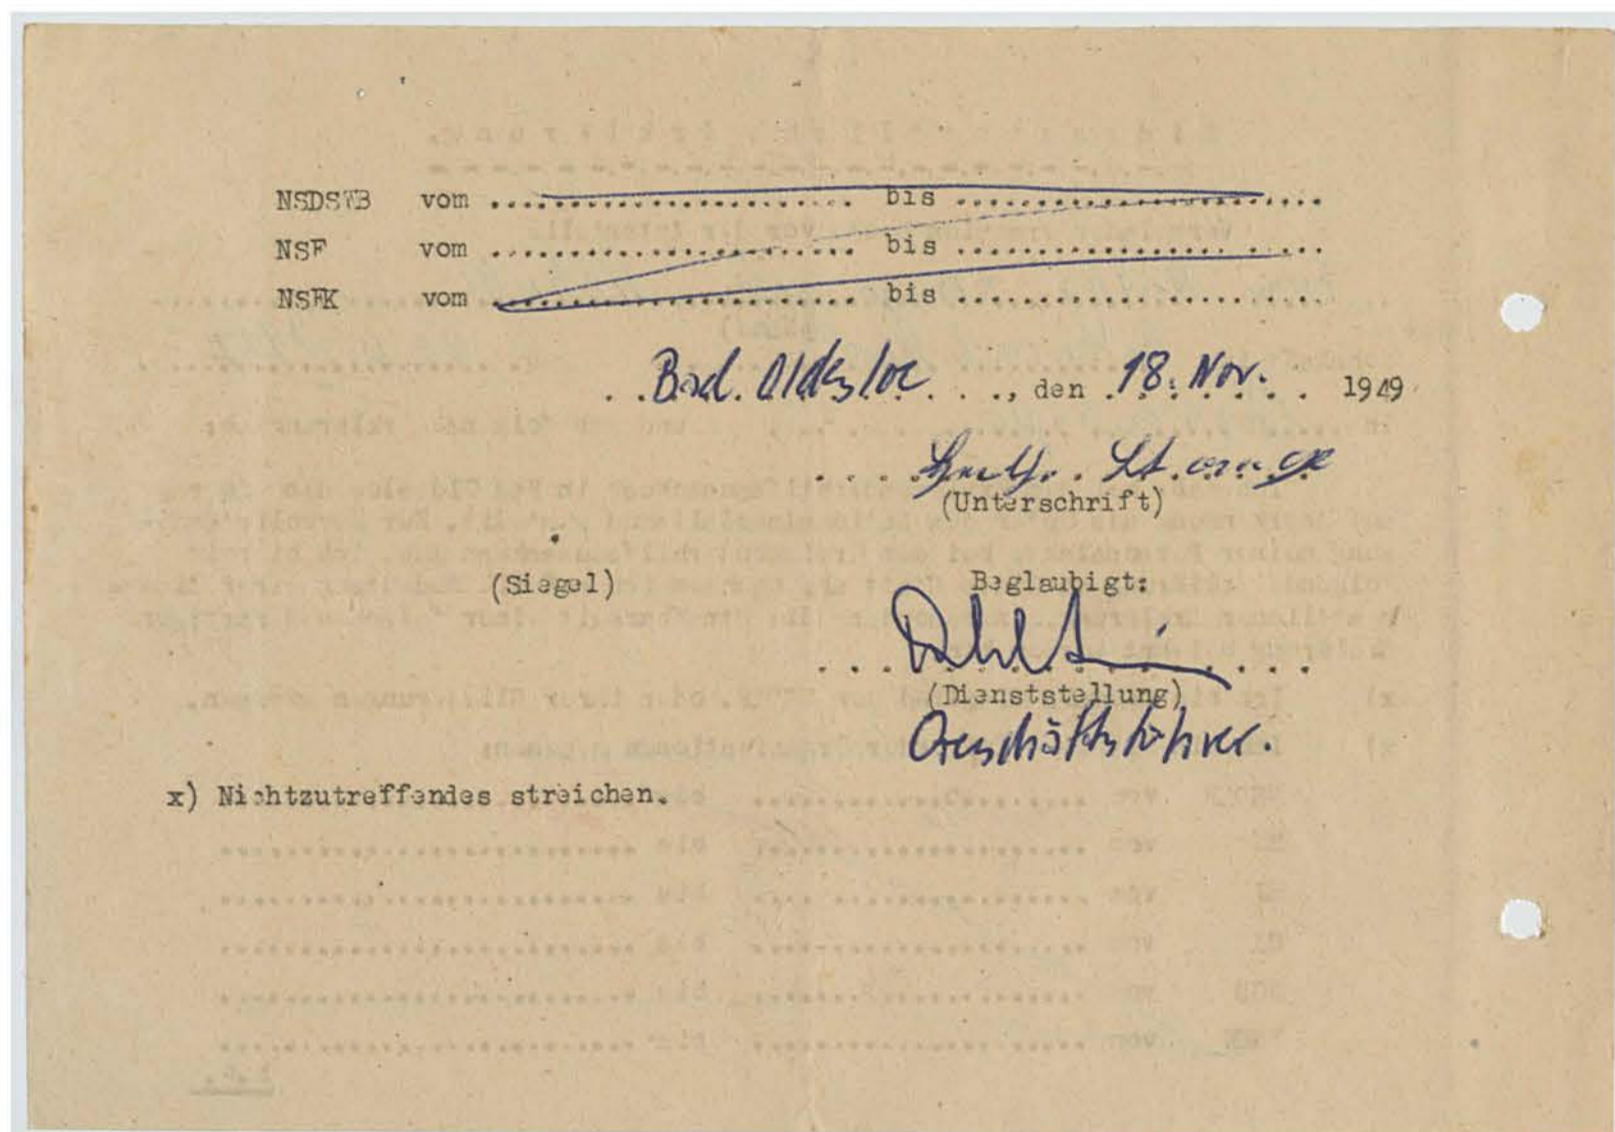 NSDSTB vom .......................... bis ..........................
NSF vom .......................... bis ..........................
NSFK vom .......................... bis ..........................
. . Bad. Oldesloe . . ., den 18. Nov. . . 1949
(Unterschrift)
(Siegel) Beglaubigt:
(Dienststellung)
Geschäftsführer.
x) Nichtzutreffendes streichen.